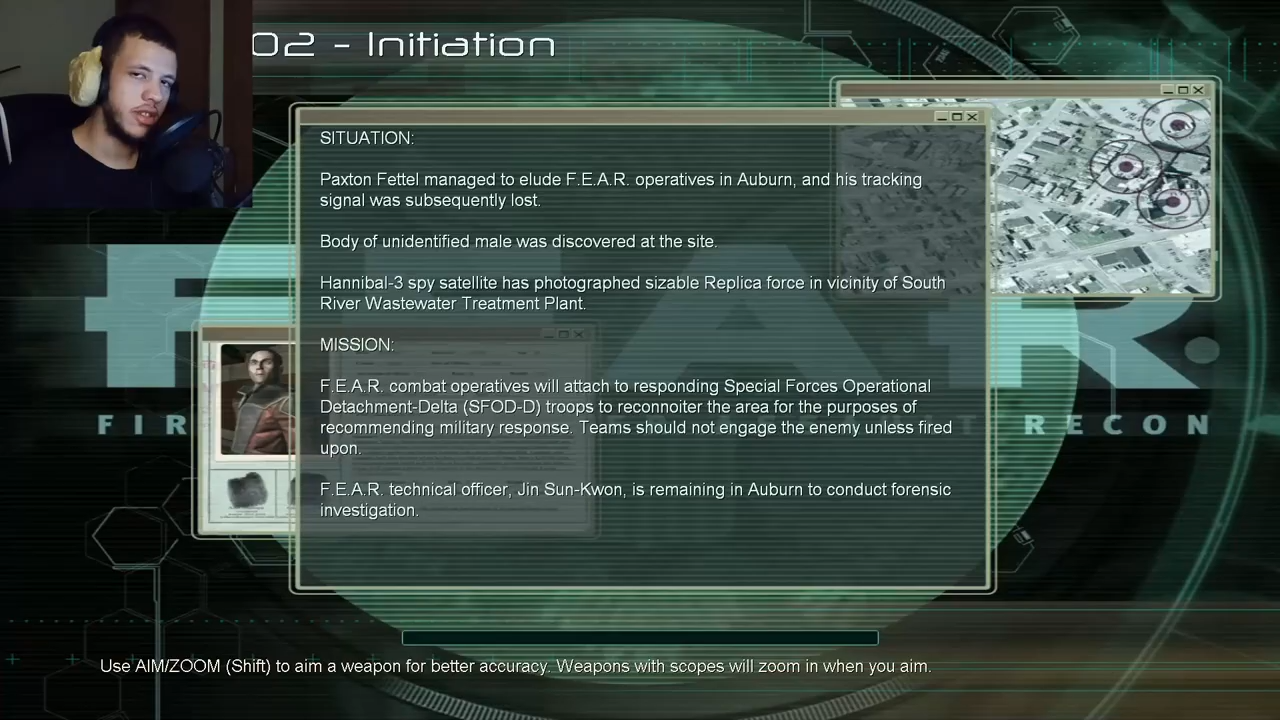 02 - Initiation
SITUATION:
Paxton Fettel managed to elude F.E.A.R. operatives in Auburn, and his tracking
signal was subsequently lost.
Body of unidentified male was discovered at the site.
Hannibal-3 spy satellite has photographed sizable Replica force in vicinity of South
River Wastewater Treatment Plant.
MISSION:
F.E.A.R. combat operatives will attach to responding Special Forces Operational
Detachment-Delta (SFOD-D) troops to reconnoiter the area for the purposes of
recommending military response. Teams should not engage the enemy unless fired
upon.
F.E.A.R. technical officer, Jin Sun-Kwon, is remaining in Auburn to conduct forensic
investigation.
F.E.A.R.
FIR RECON
Use AIM/ZOOM (Shift) to aim a weapon for better accuracy. Weapons with scopes will zoom in when you aim.